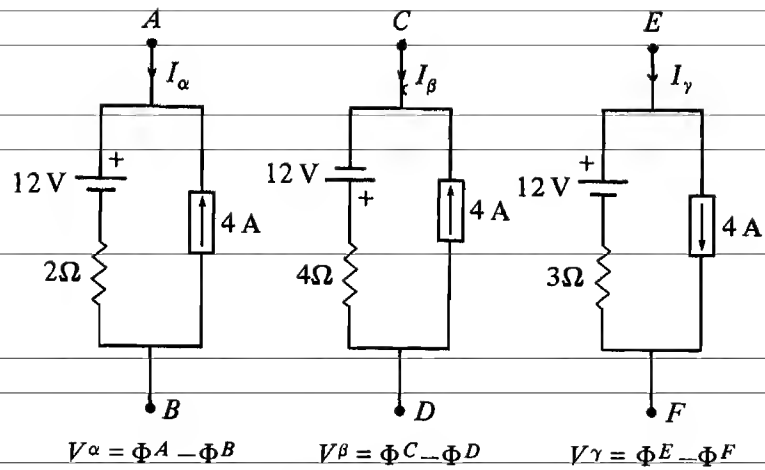 A C E
I_α I_β I_γ
+ +
12 V 12 V 12 V
+
4 A 4 A 4 A
2Ω 4Ω 3Ω
B D F
V^α = Φ^A – Φ^B V^β = Φ^C – Φ^D V^γ = Φ^E – Φ^F